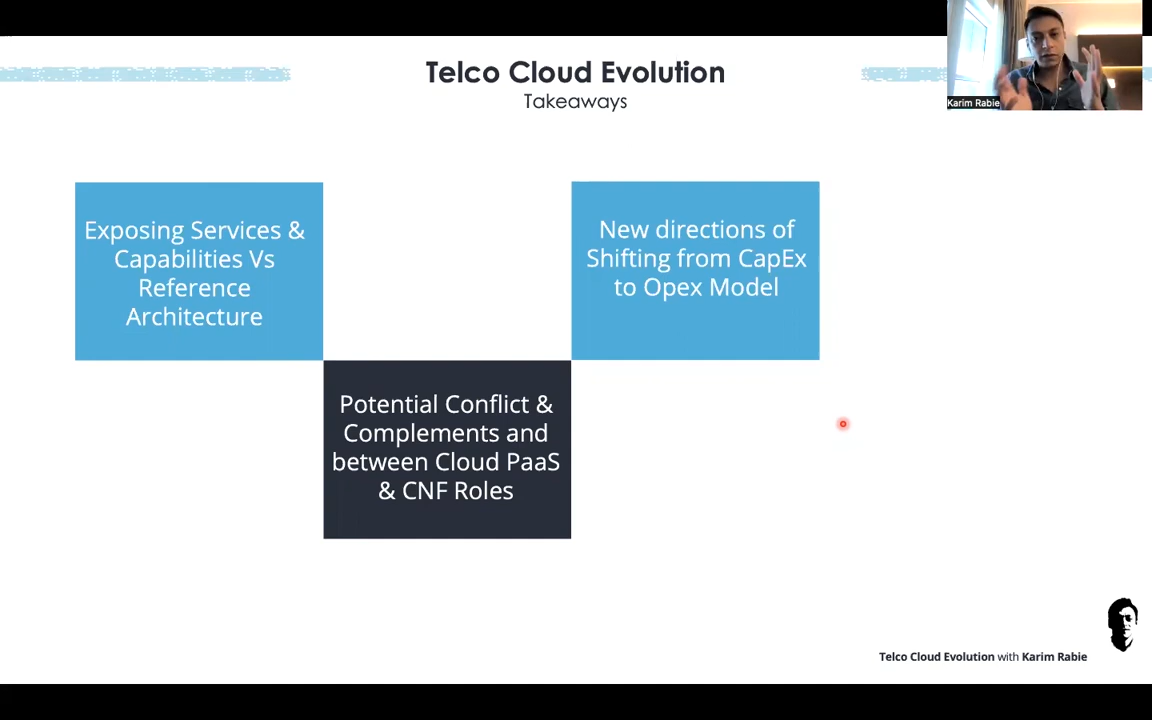 Telco Cloud Evolution
Takeaways
Karim Rabie
Exposing Services &
Capabilities Vs
Reference
Architecture
New directions of
Shifting from CapEx
to Opex Model
Potential Conflict &
Complements and
between Cloud PaaS
& CNF Roles
Telco Cloud Evolution with Karim Rabie